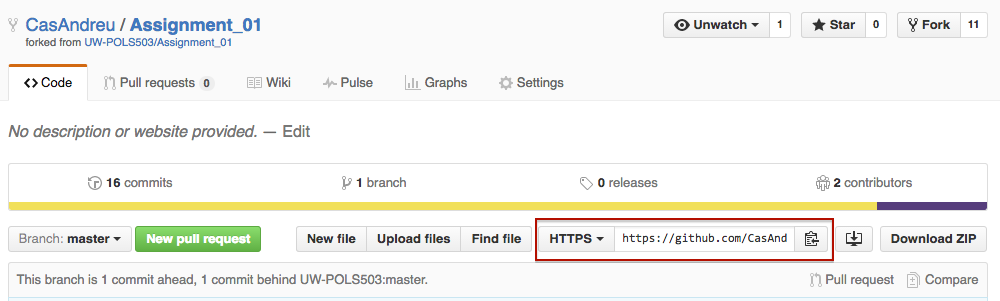 CasAndreu / Assignment_01
forked from UW-POLS503/Assignment_01
Unwatch 1 Star 0 Fork 11
Code Pull requests 0 Wiki Pulse Graphs Settings
No description or website provided. — Edit
16 commits 1 branch 0 releases 2 contributors
Branch: master New pull request New file Upload files Find file HTTPS https://github.com/CasAnd Download ZIP
This branch is 1 commit ahead, 1 commit behind UW-POLS503:master. Pull request Compare